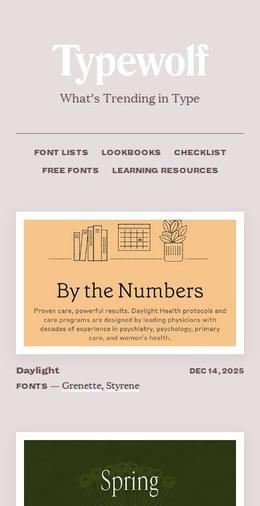 Typewolf
What's Trending in Type
FONT LISTS LOOKBOOKS CHECKLIST
FREE FONTS LEARNING RESOURCES
By the Numbers
Proven care, powerful results. Daylight Health protocols and
care programs are designed by leading physicians with
decades of experience in psychiatry, psychology, primary
care, and women's health.
Daylight DEC 14, 2025
FONTS — Grenette, Styrene
Spring